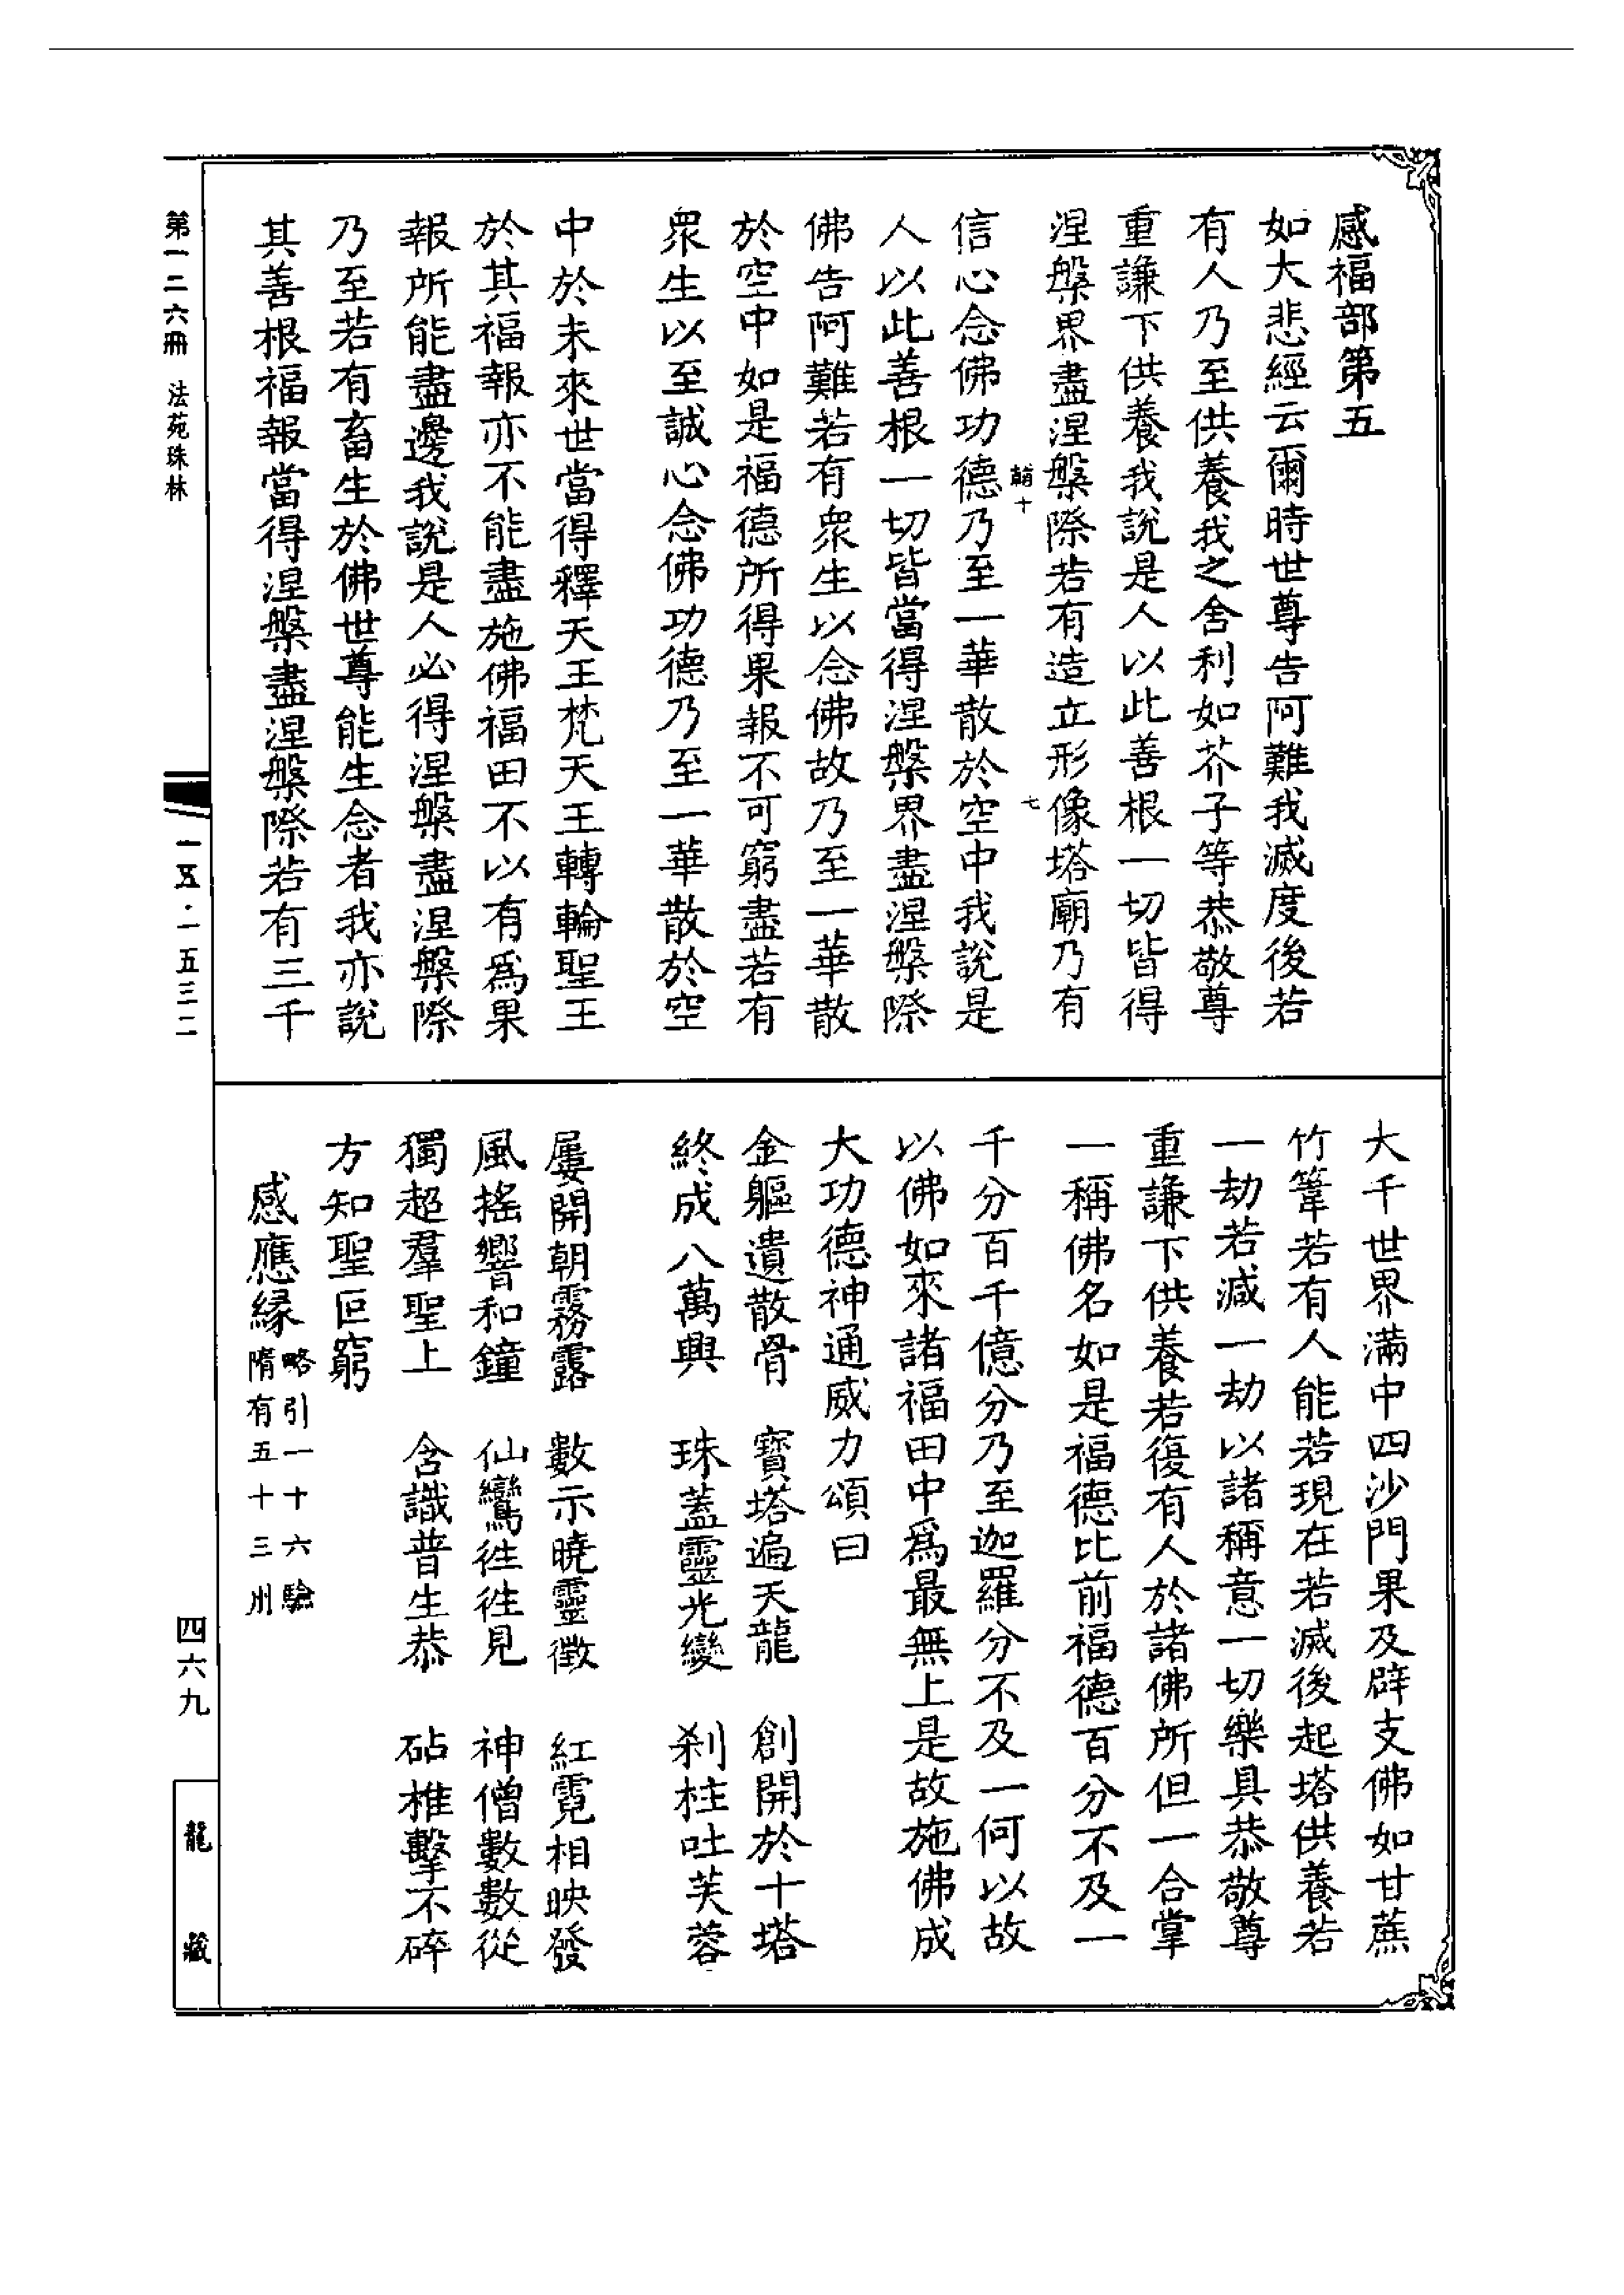 感福部第五
如大悲經云爾時世尊告阿難我滅度後若
有人乃至供養我之舍利如芥子等恭敬尊
重謙下供養我說是人以此善根一切皆得
涅槃界盡涅槃際若有造立形像塔廟乃有
十
七
信心念佛功德乃至一華散於空中我說是
人以此善根一切皆當得涅槃界盡涅槃際
佛告阿難若有衆生以念佛故乃至一華散
於空中如是福德所得果報不可窮盡若有
衆生以至誠心念佛功德乃至一華散於空
中於未來世當得釋天王梵天王轉輪聖王
於其福報亦不能盡施佛福田不以有爲果
報所能盡邊我說是人必得涅槃盡涅槃際
乃至若有畜生於佛世尊能生念者我亦說
其善根福報當得涅槃盡涅槃際若有三千
大千世界滿中四沙門果及辟支佛如甘蔗
竹葦若有人能若現在若滅後起塔供養若
一劫若減一劫以諸稱意一切樂具恭敬尊
重謙下供養若復有人於諸佛所但一合掌
一稱佛名如是福德比前福德百分不及一
千分百千億分乃至迦羅分不及一何以故
以佛如來諸福田中爲最無上是故施佛成
大功德神通威力頌曰
金軀遺散骨　寶塔遍天龍　創開於十塔
終成八萬興　珠蓋靈光變　刹柱吐芙蓉
屢開朝霧露　數示曉靈徵　紅霓相映發
風搖響和鐘　仙鸞往往見　神僧數數從
獨超羣聖上　含識普生恭　砧椎擊不碎
方知聖叵窮
感應緣略引一十六驗
隋有五十三州
第一二六冊　法苑珠林
一五·一五三二
四六九
龍藏